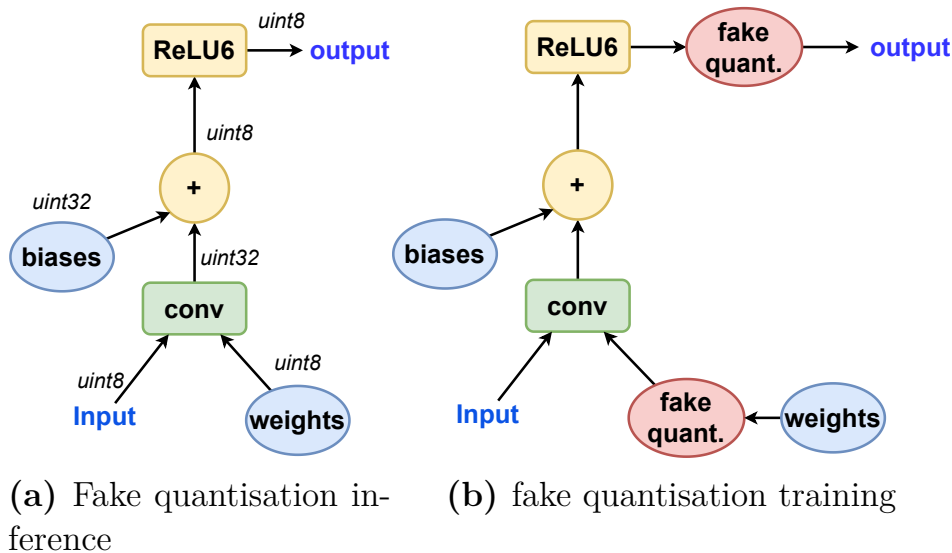 uint8
ReLU6
output
uint8
+
uint32
biases
uint32
conv
uint8
uint8
Input
weights
(a) Fake quantisation in-
ference
ReLU6
fake
quant.
output
+
biases
conv
Input
fake
quant.
weights
(b) fake quantisation training